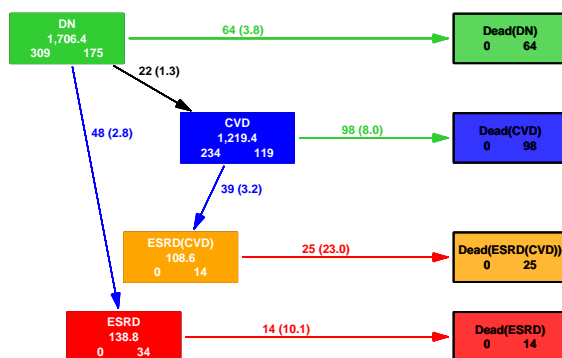 DN
1,706.4
309 175
64 (3.8)
Dead(DN)
0 64
22 (1.3)
48 (2.8)
CVD
1,219.4
234 119
98 (8.0)
Dead(CVD)
0 98
39 (3.2)
ESRD(CVD)
108.6
0 14
25 (23.0)
Dead(ESRD(CVD))
0 25
ESRD
138.8
0 34
14 (10.1)
Dead(ESRD)
0 14